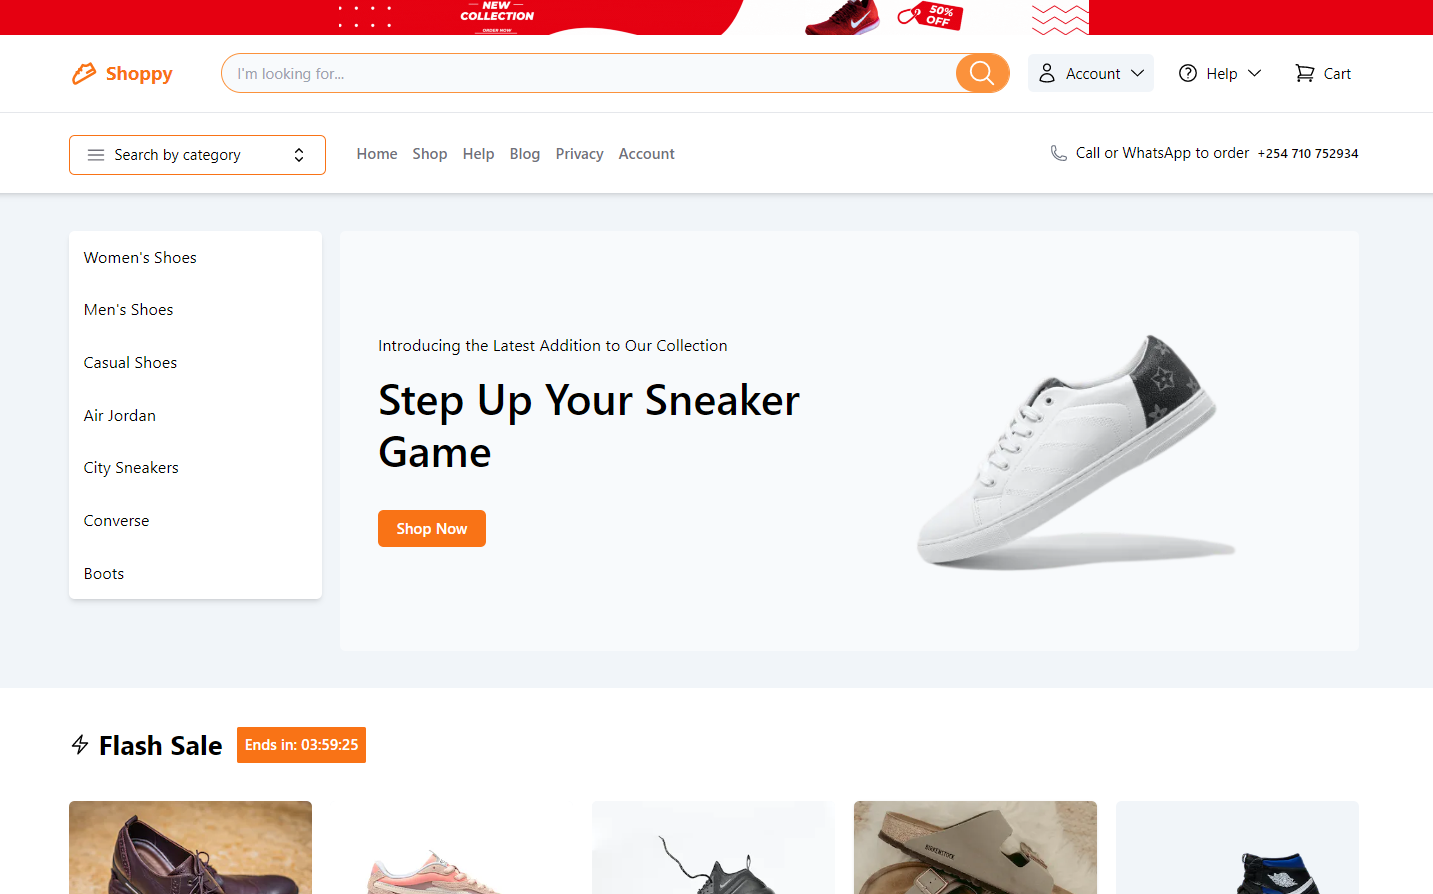 NEW
COLLECTION
ORDER NOW
50%
OFF
Shoppy
I'm looking for...
Account
Help
Cart
Search by category
Home
Shop
Help
Blog
Privacy
Account
Call or WhatsApp to order +254 710 752934
Women's Shoes
Men's Shoes
Casual Shoes
Air Jordan
City Sneakers
Converse
Boots
Introducing the Latest Addition to Our Collection
Step Up Your Sneaker
Game
Shop Now
Flash Sale
Ends in: 03:59:25
BIRKENSTOCK